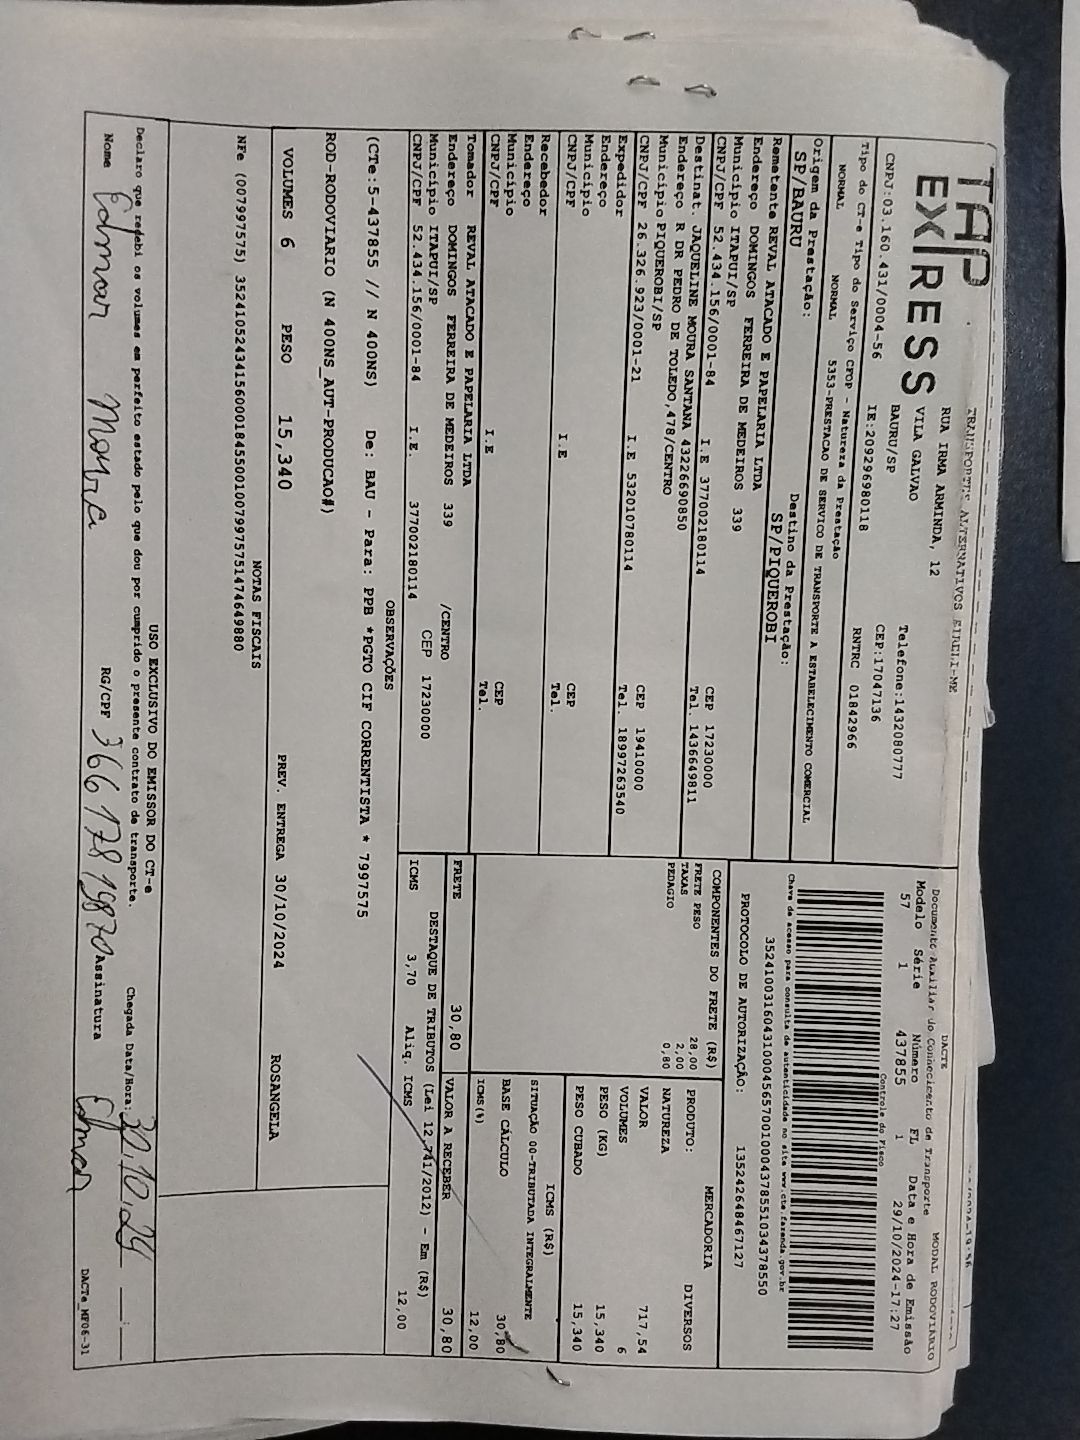 TAP
EXPRESS
TRANSPORTES ALTERNATIVOS EIRELI-ME
RUA IRMA ARMINDA, 12
VILA GALVAO
BAURU/SP
Telefone:1432080777
CEP:17047136
CNPJ:03.160.431/0004-56 IE:209296980118 RNTRC 01842966
Tipo do CT-e Tipo do Serviço CFOP - Natureza da Prestação
NORMAL NORMAL 5353-PRESTACAO DE SERVICO DE TRANSPORTE A ESTABELECIMENTO COMERCIAL
Origem da Prestação: Destino da Prestação:
SP/BAURU SP/PIQUEROBI
Remetente REVAL ATACADO E PAPELARIA LTDA
Endereço DOMINGOS FERREIRA DE MEDEIROS 339
Município ITAPUI/SP CEP 17230000
CNPJ/CPF 52.434.156/0001-84 I.E 377002180114 Tel. 1436649811
Destinat. JAQUELINE MOURA SANTANA 43226690850
Endereço R DR PEDRO DE TOLEDO,478/CENTRO
Município PIQUEROBI/SP CEP 19410000
CNPJ/CPF 26.326.923/0001-21 I.E 532010780114 Tel. 18997263540
Expedidor
Endereço
Município CEP
CNPJ/CPF I.E Tel.
Recebedor
Endereço
Município CEP
CNPJ/CPF I.E Tel.
Tomador REVAL ATACADO E PAPELARIA LTDA
Endereço DOMINGOS FERREIRA DE MEDEIROS 339 /CENTRO
Município ITAPUI/SP CEP 17230000
CNPJ/CPF 52.434.156/0001-84 I.E. 377002180114
DACTE
Documento Auxiliar do Conhecimento de Transporte MODAL RODOVIÁRIO
Modelo Série Número FL Data e Hora de Emissão
57 1 437855 1 29/10/2024-17:27
Controle do Fisco
Chave de acesso para consulta de autenticidade no site www.cte.fazenda.gov.br
35241003160431000456570010004378551034378550
PROTOCOLO DE AUTORIZAÇÃO: 135242648467127
COMPONENTES DO FRETE (R$)
FRETE PESO 28,00
TAXAS 2,00
PEDAGIO 0,80
FRETE 30,80
MERCADORIA
PRODUTO: DIVERSOS
NATUREZA
VALOR 717,54
VOLUMES 6
PESO (KG) 15,340
PESO CUBADO 15,340
ICMS (R$)
SITUAÇÃO 00-TRIBUTADA INTEGRALMENTE
BASE CÁLCULO 30,80
ICMS(%) 12,00
VALOR A RECEBER 30,80
DESTAQUE DE TRIBUTOS (Lei 12.741/2012) - Em (R$)
ICMS 3,70 Aliq. ICMS 12,00
OBSERVAÇÕES
(CTe:5-437855 // N 400NS) De: BAU - Para: PPB *PGTO CIF CORRENTISTA * 7997575
ROD-RODOVIARIO (N 400NS_AUT-PRODUCAO#)
VOLUMES 6 PESO 15,340 PREV. ENTREGA 30/10/2024 ROSANGELA
NOTAS FISCAIS
NFe (007997575) 35241052434156000184550010079975751474649880
USO EXCLUSIVO DO EMISSOR DO CT-e
Declaro que recebi os volumes em perfeito estado pelo que dou por cumprido o presente contrato de transporte. Chegada Data/Hora: 30.10.24 __:__
Nome Edmar Moura RG/CPF 36617819870 Assinatura Edmar
DACTe_MF06-31